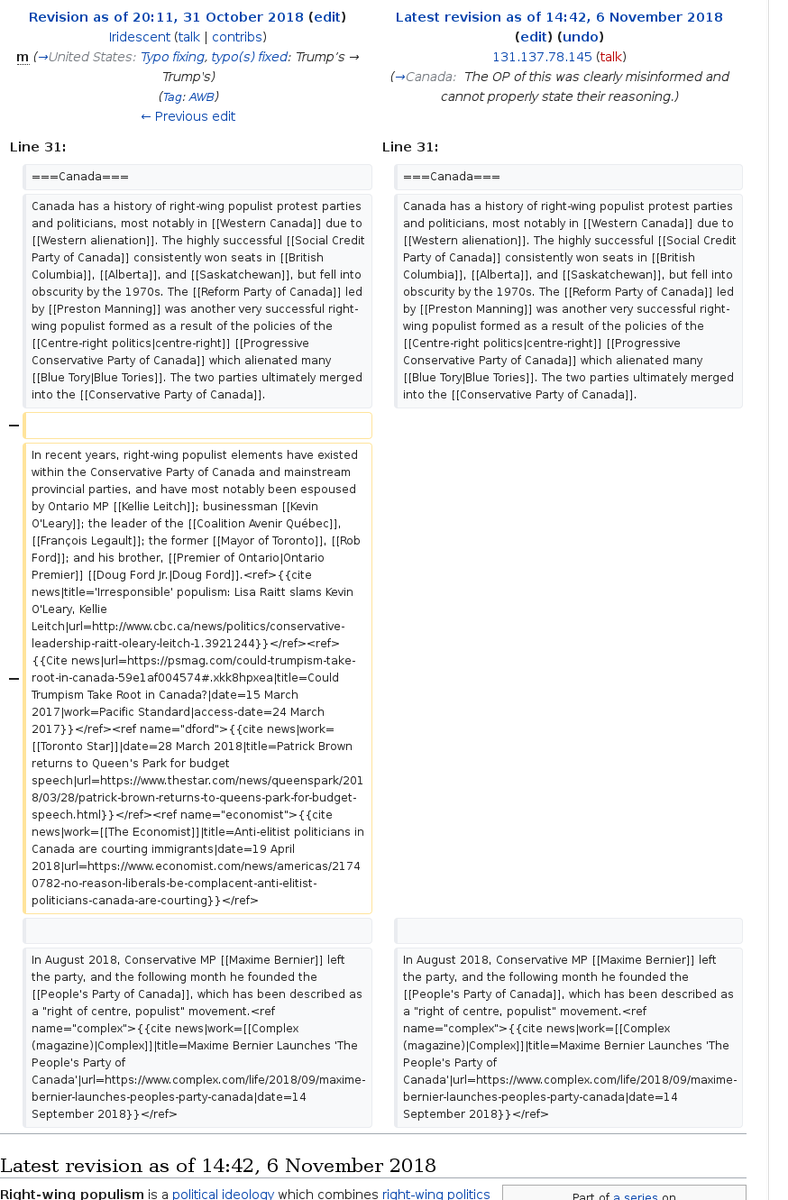 Revision as of 20:11, 31 October 2018 (edit)
Iridescent (talk | contribs)
m (→United States: Typo fixing, typo(s) fixed: Trump’s →
Trump's)
(Tag: AWB)
← Previous edit
Latest revision as of 14:42, 6 November 2018
(edit) (undo)
131.137.78.145 (talk)
(→Canada: The OP of this was clearly misinformed and
cannot properly state their reasoning.)
Line 31:
Line 31:
===Canada===
===Canada===
Canada has a history of right-wing populist protest parties
and politicians, most notably in [[Western Canada]] due to
[[Western alienation]]. The highly successful [[Social Credit
Party of Canada]] consistently won seats in [[British
Columbia]], [[Alberta]], and [[Saskatchewan]], but fell into
obscurity by the 1970s. The [[Reform Party of Canada]] led
by [[Preston Manning]] was another very successful right-
wing populist formed as a result of the policies of the
[[Centre-right politics|centre-right]] [[Progressive
Conservative Party of Canada]] which alienated many
[[Blue Tory|Blue Tories]]. The two parties ultimately merged
into the [[Conservative Party of Canada]].
Canada has a history of right-wing populist protest parties
and politicians, most notably in [[Western Canada]] due to
[[Western alienation]]. The highly successful [[Social Credit
Party of Canada]] consistently won seats in [[British
Columbia]], [[Alberta]], and [[Saskatchewan]], but fell into
obscurity by the 1970s. The [[Reform Party of Canada]] led
by [[Preston Manning]] was another very successful right-
wing populist formed as a result of the policies of the
[[Centre-right politics|centre-right]] [[Progressive
Conservative Party of Canada]] which alienated many
[[Blue Tory|Blue Tories]]. The two parties ultimately merged
into the [[Conservative Party of Canada]].
−
−
In recent years, right-wing populist elements have existed
within the Conservative Party of Canada and mainstream
provincial parties, and have most notably been espoused
by Ontario MP [[Kellie Leitch]]; businessman [[Kevin
O'Leary]]; the leader of the [[Coalition Avenir Québec]],
[[François Legault]]; the former [[Mayor of Toronto]], [[Rob
Ford]]; and his brother, [[Premier of Ontario|Ontario
Premier]] [[Doug Ford Jr.|Doug Ford]].<ref>{{cite
news|title='Irresponsible' populism: Lisa Raitt slams Kevin
O'Leary, Kellie
Leitch|url=http://www.cbc.ca/news/politics/conservative-
leadership-raitt-oleary-leitch-1.3921244}}</ref><ref>
{{Cite news|url=https://psmag.com/could-trumpism-take-
root-in-canada-59e1af004574#.xkk8hpxea|title=Could
Trumpism Take Root in Canada?|date=15 March
2017|work=Pacific Standard|access-date=24 March
2017}}</ref><ref name="dford">{{cite news|work=
[[Toronto Star]]|date=28 March 2018|title=Patrick Brown
returns to Queen's Park for budget
speech|url=https://www.thestar.com/news/queenspark/201
8/03/28/patrick-brown-returns-to-queens-park-for-budget-
speech.html}}</ref><ref name="economist">{{cite
news|work=[[The Economist]]|title=Anti-elitist politicians in
Canada are courting immigrants|date=19 April
2018|url=https://www.economist.com/news/americas/2174
0782-no-reason-liberals-be-complacent-anti-elitist-
politicians-canada-are-courting}}</ref>
In August 2018, Conservative MP [[Maxime Bernier]] left
the party, and the following month he founded the
[[People's Party of Canada]], which has been described as
a "right of centre, populist" movement.<ref
name="complex">{{cite news|work=[[Complex
(magazine)|Complex]]|title=Maxime Bernier Launches 'The
People's Party of
Canada'|url=https://www.complex.com/life/2018/09/maxime-
bernier-launches-peoples-party-canada|date=14
September 2018}}</ref>
In August 2018, Conservative MP [[Maxime Bernier]] left
the party, and the following month he founded the
[[People's Party of Canada]], which has been described as
a "right of centre, populist" movement.<ref
name="complex">{{cite news|work=[[Complex
(magazine)|Complex]]|title=Maxime Bernier Launches 'The
People's Party of
Canada'|url=https://www.complex.com/life/2018/09/maxime-
bernier-launches-peoples-party-canada|date=14
September 2018}}</ref>
Latest revision as of 14:42, 6 November 2018
Right-wing populism is a political ideology which combines right-wing politics
Part of a series on